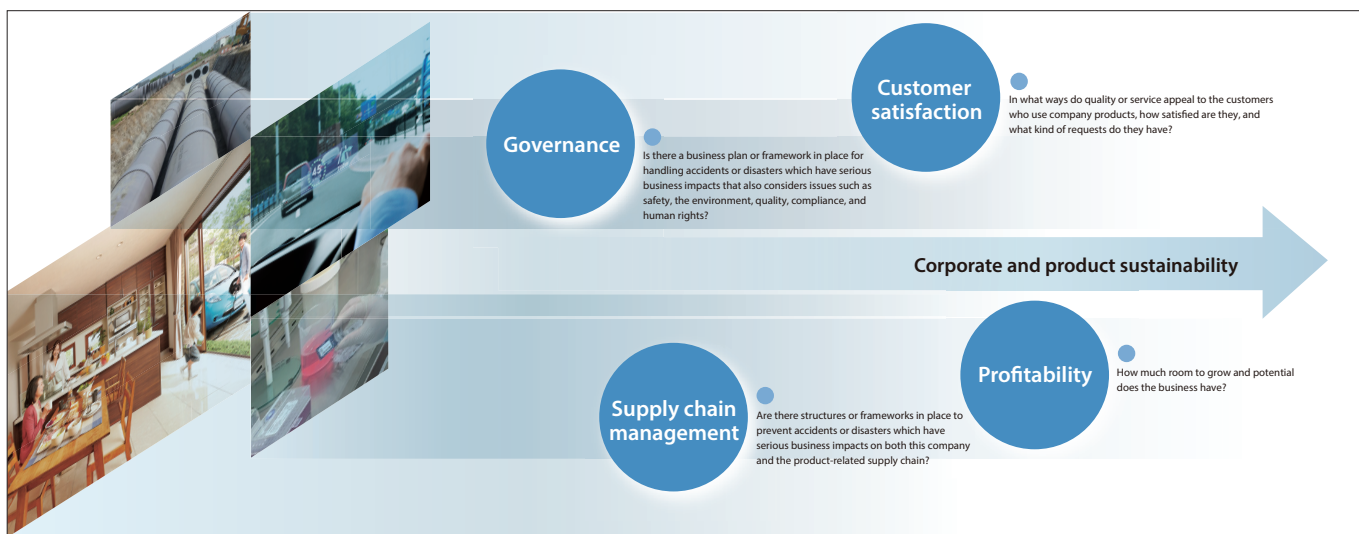 Customer
satisfaction
In what ways do quality or service appeal to the customers
who use company products, how satisfied are they, and
what kind of requests do they have?
Governance
Is there a business plan or framework in place for
handling accidents or disasters which have serious
business impacts that also considers issues such as
safety, the environment, quality, compliance, and
human rights?
Corporate and product sustainability
Profitability
How much room to grow and potential
does the business have?
Supply chain
management
Are there structures or frameworks in place to
prevent accidents or disasters which have
serious business impacts on both this company
and the product-related supply chain?